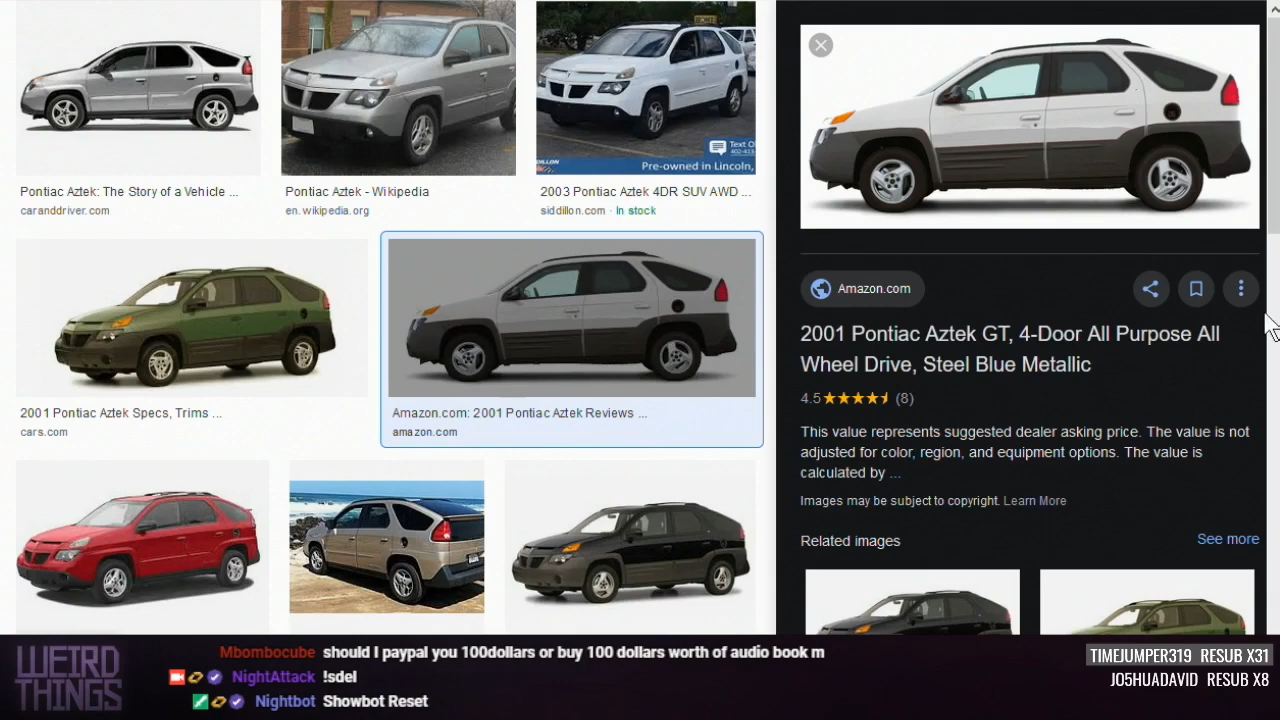 Pontiac Aztek: The Story of a Vehicle ...
caranddriver.com
Pontiac Aztek - Wikipedia
en.wikipedia.org
Pre-owned in Lincoln,
2003 Pontiac Aztek 4DR SUV AWD ...
siddillon.com · In stock
2001 Pontiac Aztek Specs, Trims ...
cars.com
Amazon.com: 2001 Pontiac Aztek Reviews ...
amazon.com
Amazon.com
2001 Pontiac Aztek GT, 4-Door All Purpose All
Wheel Drive, Steel Blue Metallic
4.5★★★★⯨ (8)
This value represents suggested dealer asking price. The value is not
adjusted for color, region, and equipment options. The value is
calculated by ...
Images may be subject to copyright. Learn More
Related images
See more
WEIRD
THINGS
Mbombocube should I paypal you 100dollars or buy 100 dollars worth of audio book m
NightAttack !sdel
Nightbot Showbot Reset
TIMEJUMPER319 RESUB X31
JO5HUADAVID RESUB X8